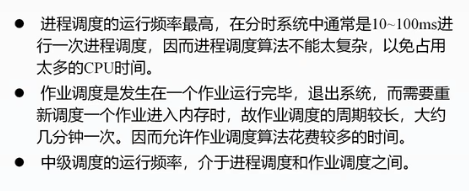 ● 进程调度的运行频率最高，在分时系统中通常是10~100ms进
行一次进程调度，因而进程调度算法不能太复杂，以免占用
太多的CPU时间。
● 作业调度是发生在一个作业运行完毕，退出系统，而需要重
新调度一个作业进入内存时，故作业调度的周期较长，大约
几分钟一次。因而允许作业调度算法花费较多的时间。
● 中级调度的运行频率，介于进程调度和作业调度之间。